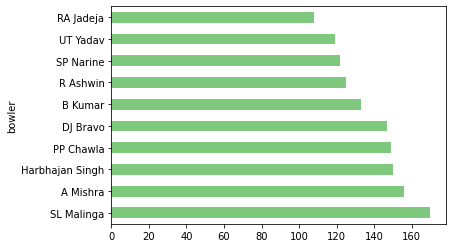 RA Jadeja
UT Yadav
SP Narine
R Ashwin
B Kumar
DJ Bravo
PP Chawla
Harbhajan Singh
A Mishra
SL Malinga
bowler
0 20 40 60 80 100 120 140 160